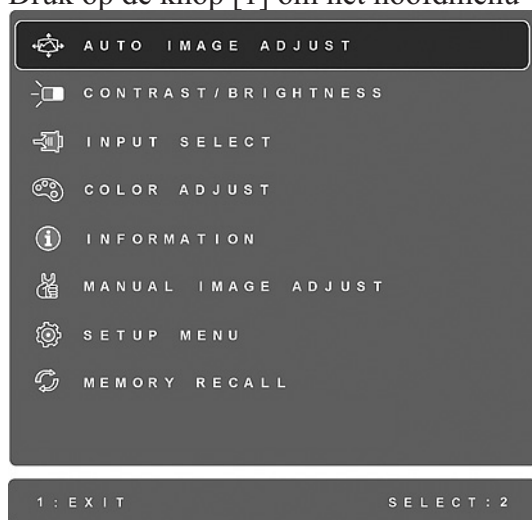 Druk op de knop [1] om het hoofdmenu
AUTO IMAGE ADJUST
CONTRAST/BRIGHTNESS
INPUT SELECT
COLOR ADJUST
INFORMATION
MANUAL IMAGE ADJUST
SETUP MENU
MEMORY RECALL
1:EXIT SELECT:2